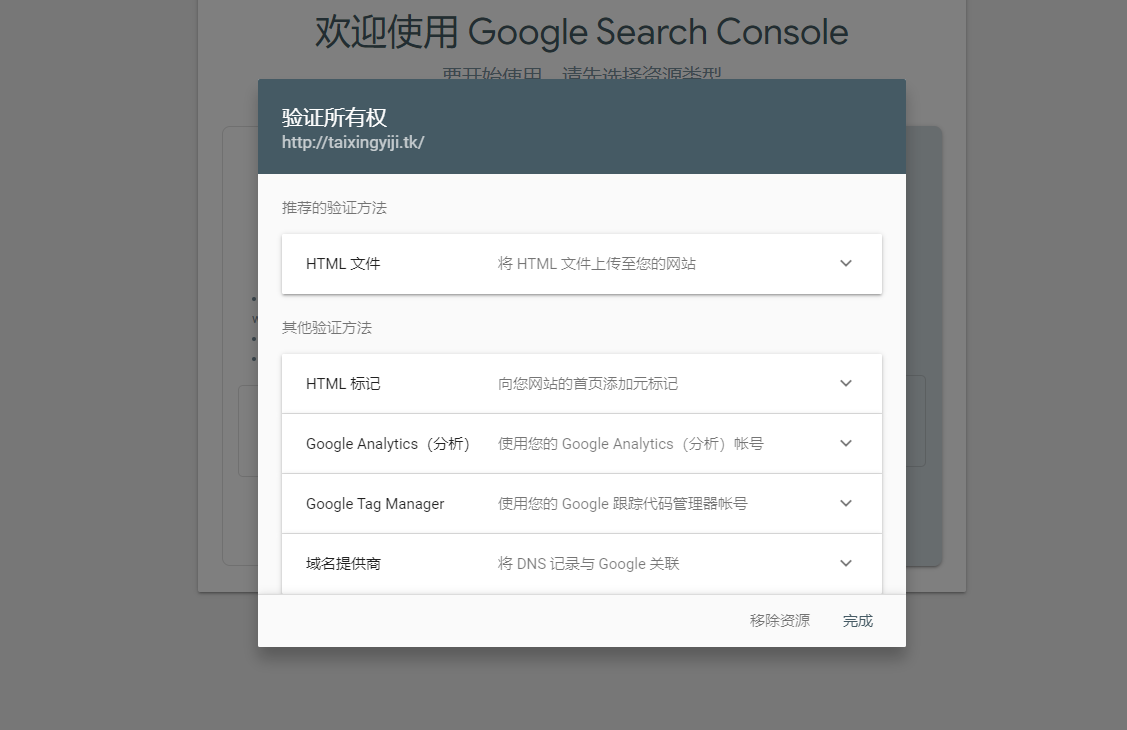 欢迎使用 Google Search Console
要开始使用，请先选择资源类型
验证所有权
http://taixingyiji.tk/
推荐的验证方法
HTML 文件 将 HTML 文件上传至您的网站
其他验证方法
HTML 标记 向您网站的首页添加元标记
Google Analytics（分析） 使用您的 Google Analytics（分析）帐号
Google Tag Manager 使用您的 Google 跟踪代码管理器帐号
域名提供商 将 DNS 记录与 Google 关联
移除资源 完成